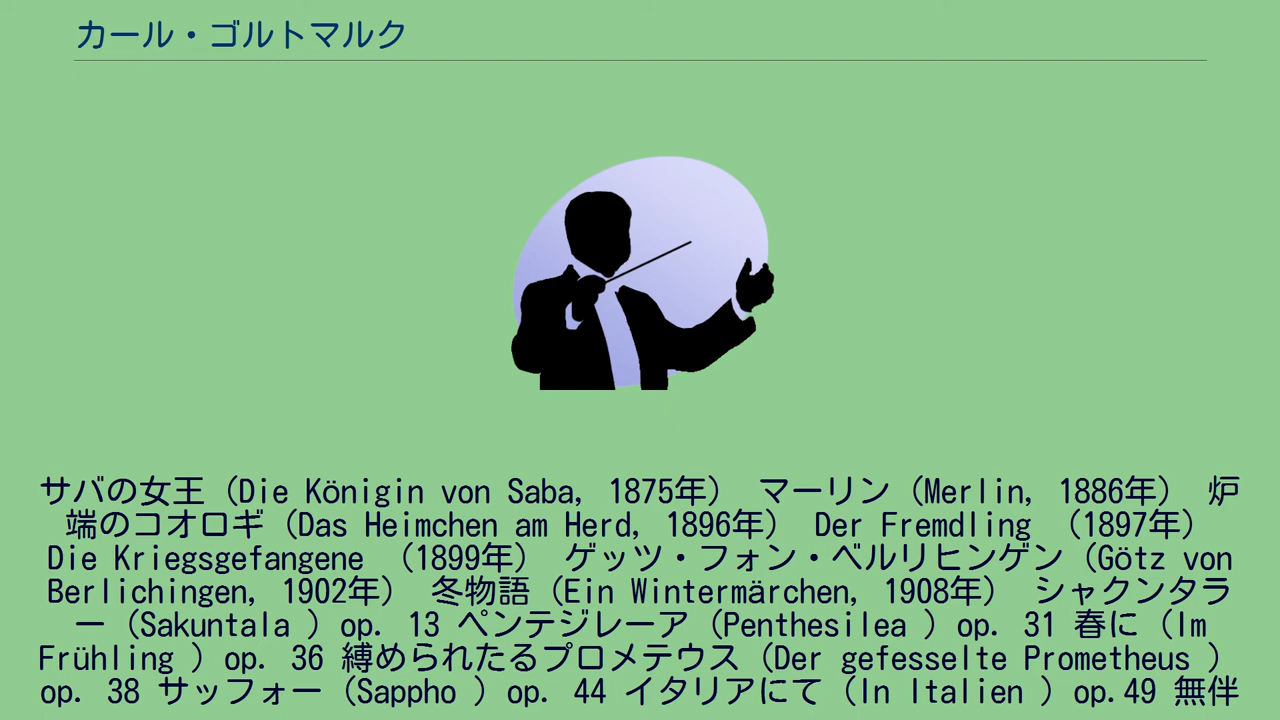 カール・ゴルトマルク
サバの女王（Die Königin von Saba, 1875年） マーリン（Merlin, 1886年） 炉
端のコオロギ（Das Heimchen am Herd, 1896年） Der Fremdling （1897年）
Die Kriegsgefangene （1899年） ゲッツ・フォン・ベルリヒンゲン（Götz von
Berlichingen, 1902年） 冬物語（Ein Wintermärchen, 1908年） シャクンタラ
ー（Sakuntala ）op. 13 ペンテジレーア（Penthesilea ）op. 31 春に（Im
Frühling ）op. 36 縛められたるプロメテウス（Der gefesselte Prometheus ）
op. 38 サッフォー（Sappho ）op. 44 イタリアにて（In Italien ）op.49 無伴